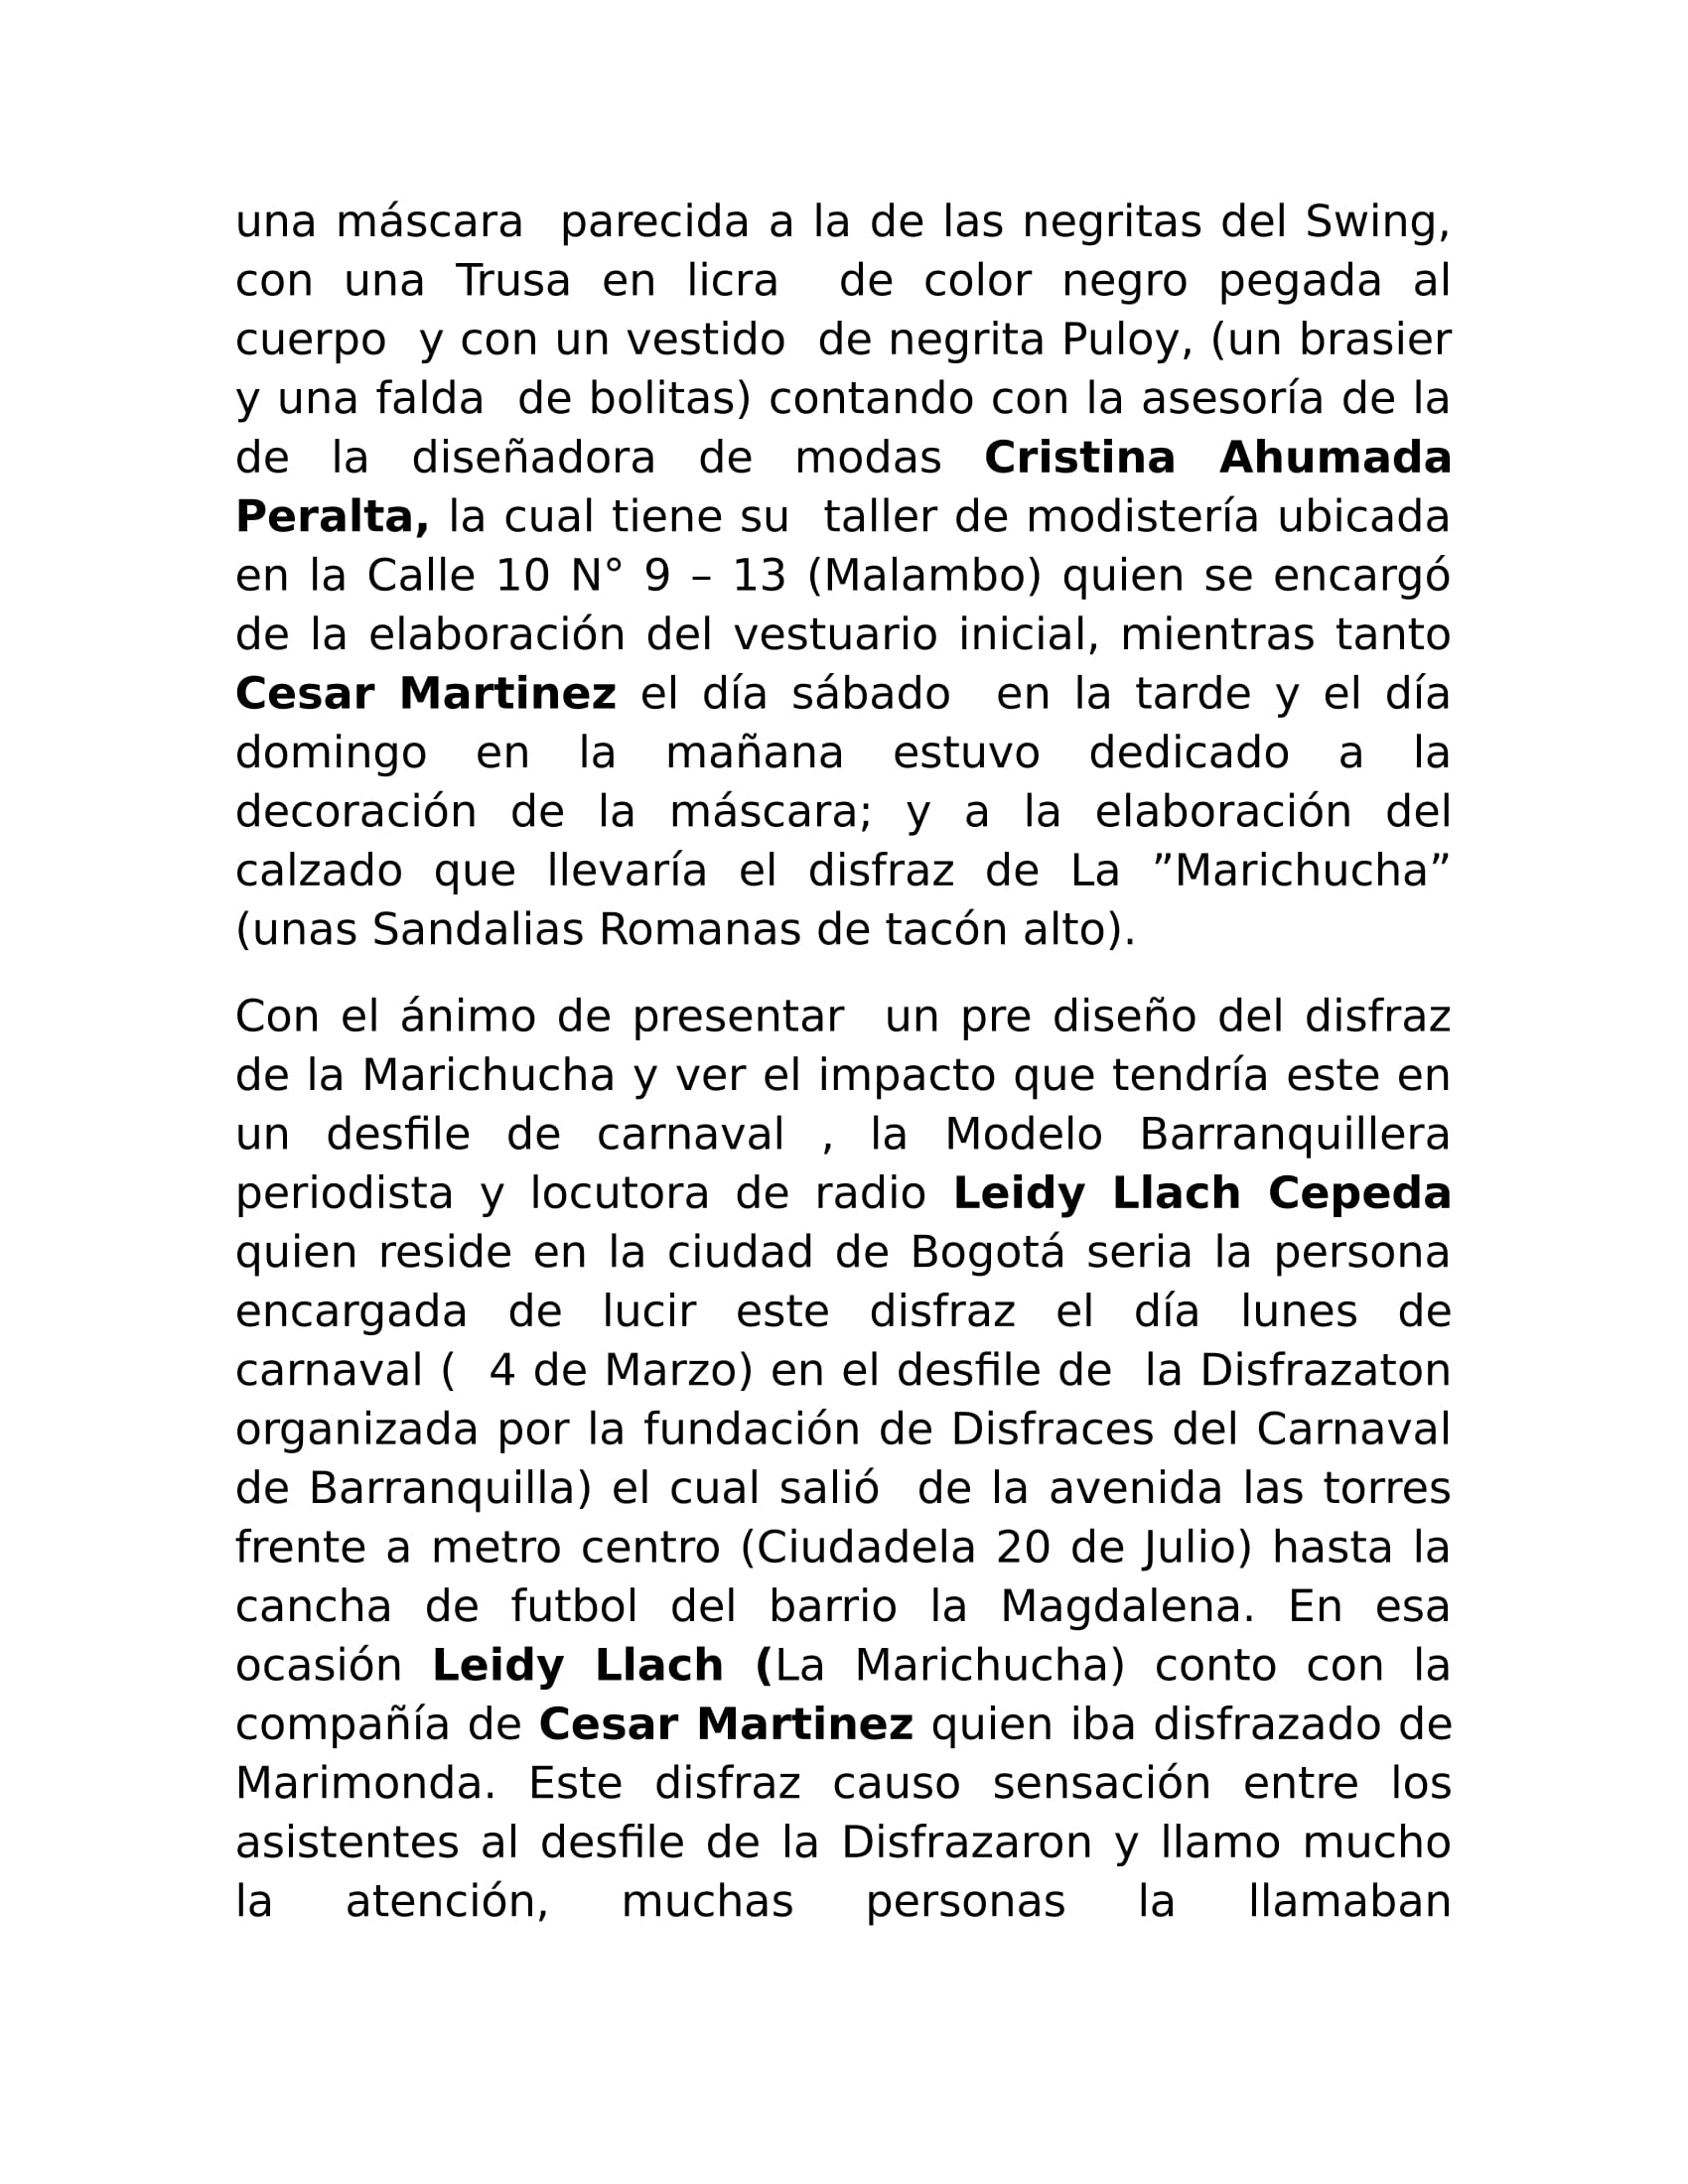 una máscara  parecida a la de las negritas del Swing,
con una Trusa en licra  de color negro pegada al
cuerpo  y con un vestido  de negrita Puloy, (un brasier
y una falda  de bolitas) contando con la asesoría de la
de la diseñadora de modas Cristina Ahumada
Peralta, la cual tiene su  taller de modistería ubicada
en la Calle 10 N° 9 – 13 (Malambo) quien se encargó
de la elaboración del vestuario inicial, mientras tanto
Cesar Martinez el día sábado  en la tarde y el día
domingo en la mañana estuvo dedicado a la
decoración de la máscara; y a la elaboración del
calzado que llevaría el disfraz de La ”Marichucha”
(unas Sandalias Romanas de tacón alto).
Con el ánimo de presentar  un pre diseño del disfraz
de la Marichucha y ver el impacto que tendría este en
un desfile de carnaval , la Modelo Barranquillera
periodista y locutora de radio Leidy Llach Cepeda
quien reside en la ciudad de Bogotá seria la persona
encargada de lucir este disfraz el día lunes de
carnaval (  4 de Marzo) en el desfile de  la Disfrazaton
organizada por la fundación de Disfraces del Carnaval
de Barranquilla) el cual salió  de la avenida las torres
frente a metro centro (Ciudadela 20 de Julio) hasta la
cancha de futbol del barrio la Magdalena. En esa
ocasión Leidy Llach (La Marichucha) conto con la
compañía de Cesar Martinez quien iba disfrazado de
Marimonda. Este disfraz causo sensación entre los
asistentes al desfile de la Disfrazaron y llamo mucho
la atención, muchas personas la llamaban